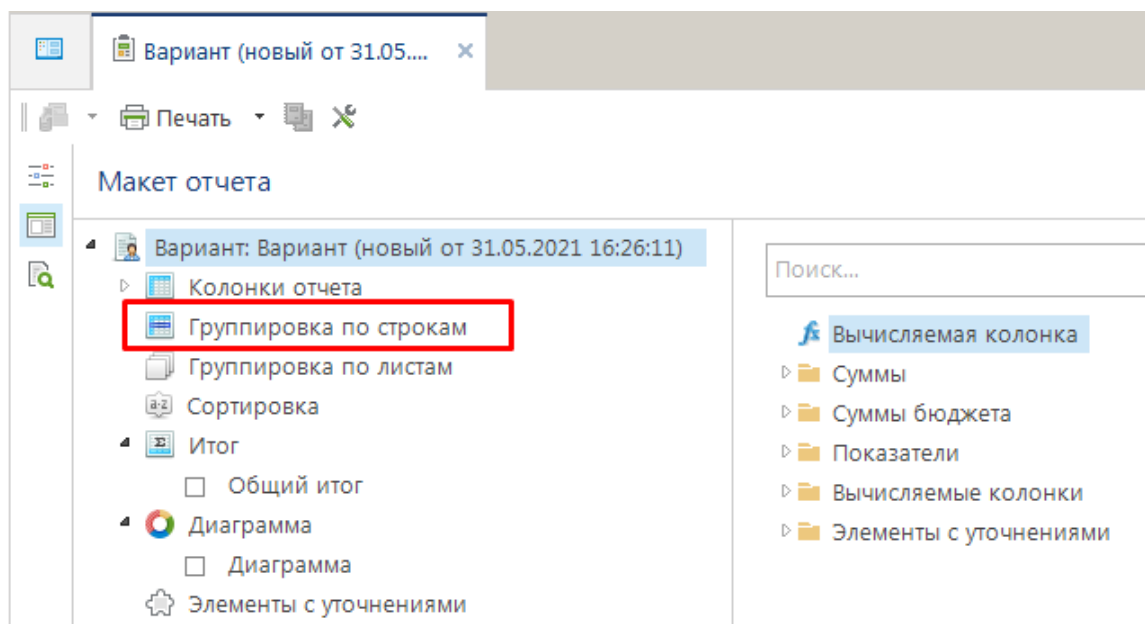 Вариант (новый от 31.05....
Печать
Макет отчета
Вариант: Вариант (новый от 31.05.2021 16:26:11)
Колонки отчета
Группировка по строкам
Группировка по листам
a-z Сортировка
Σ Итог
Общий итог
Диаграмма
Диаграмма
Элементы с уточнениями
Поиск...
fx Вычисляемая колонка
Суммы
Суммы бюджета
Показатели
Вычисляемые колонки
Элементы с уточнениями